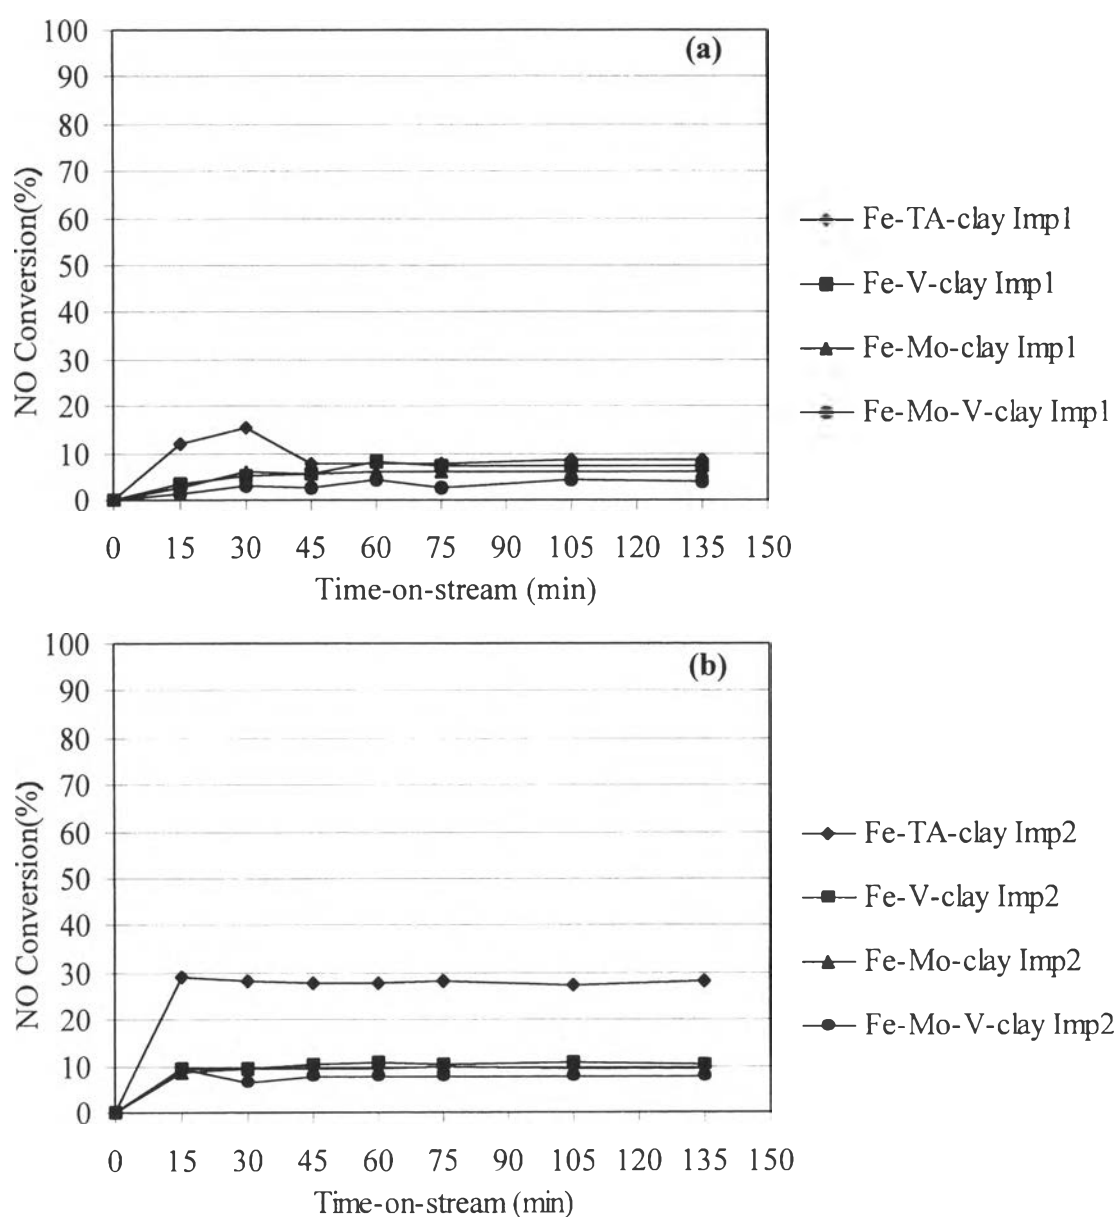 (a)
100
90
80
70
60
50
40
30
20
10
0
NO Conversion(%)
0 15 30 45 60 75 90 105 120 135 150
Time-on-stream (min)
Fe-TA-clay Imp1
Fe-V-clay Imp1
Fe-Mo-clay Imp1
Fe-Mo-V-clay Imp1
(b)
100
90
80
70
60
50
40
30
20
10
0
NO Conversion(%)
0 15 30 45 60 75 90 105 120 135 150
Time-on-stream (min)
Fe-TA-clay Imp2
Fe-V-clay Imp2
Fe-Mo-clay Imp2
Fe-Mo-V-clay Imp2